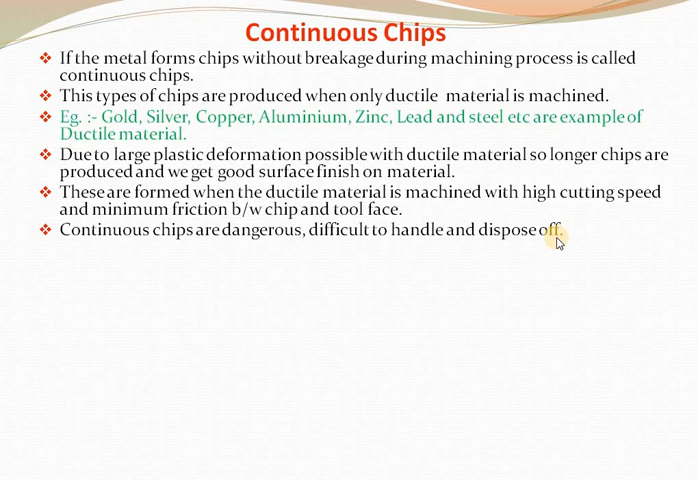 Continuous Chips
❖ If the metal forms chips without breakage during machining process is called
continuous chips.
❖ This types of chips are produced when only ductile material is machined.
❖ Eg. :- Gold, Silver, Copper, Aluminium, Zinc, Lead and steel etc are example of
Ductile material.
❖ Due to large plastic deformation possible with ductile material so longer chips are
produced and we get good surface finish on material.
❖ These are formed when the ductile material is machined with high cutting speed
and minimum friction b/w chip and tool face.
❖ Continuous chips are dangerous, difficult to handle and dispose off.